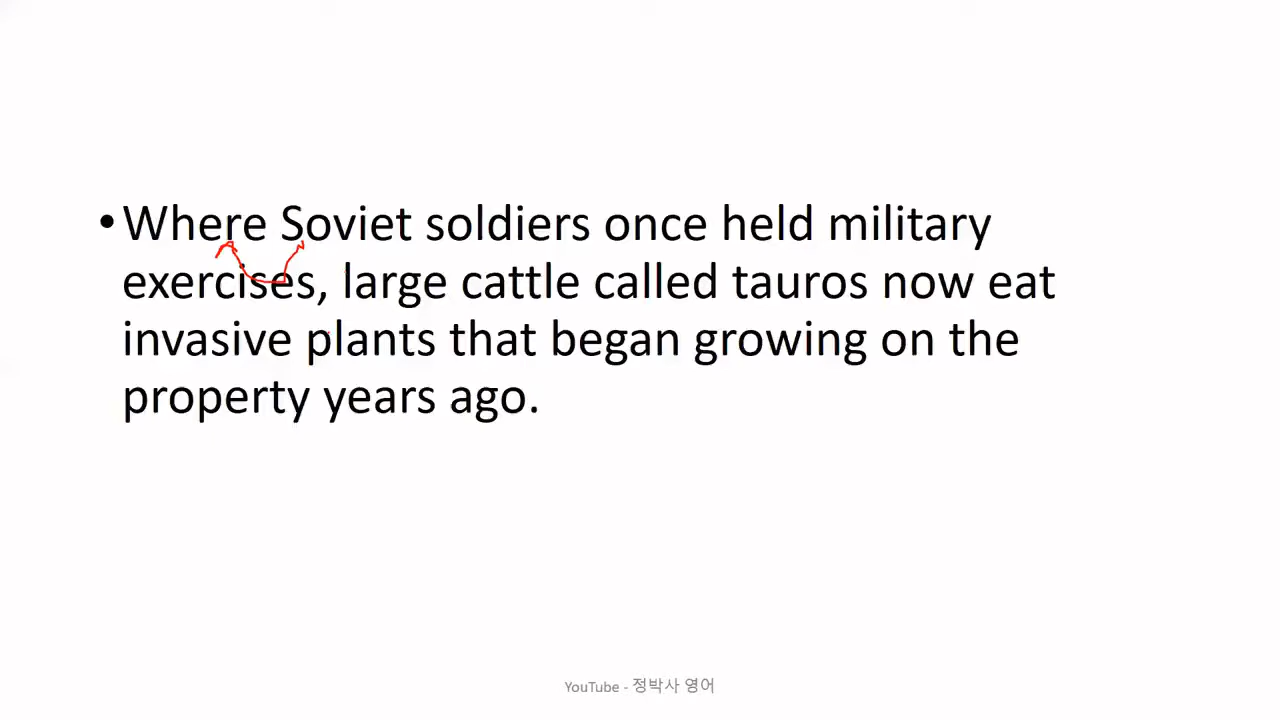 •Where Soviet soldiers once held military
exercises, large cattle called tauros now eat
invasive plants that began growing on the
property years ago.
YouTube - 정박사 영어